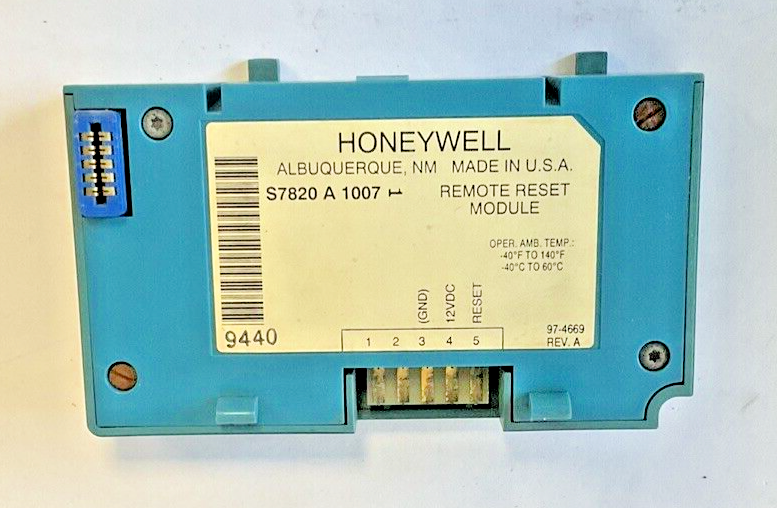 HONEYWELL
ALBUQUERQUE, NM MADE IN U.S.A.
S7820 A 1007 1 REMOTE RESET
MODULE
OPER. AMB. TEMP.:
-40°F TO 140°F
-40°C TO 60°C
(GND) 12VDC RESET
1 2 3 4 5
9440
97-4669
REV. A